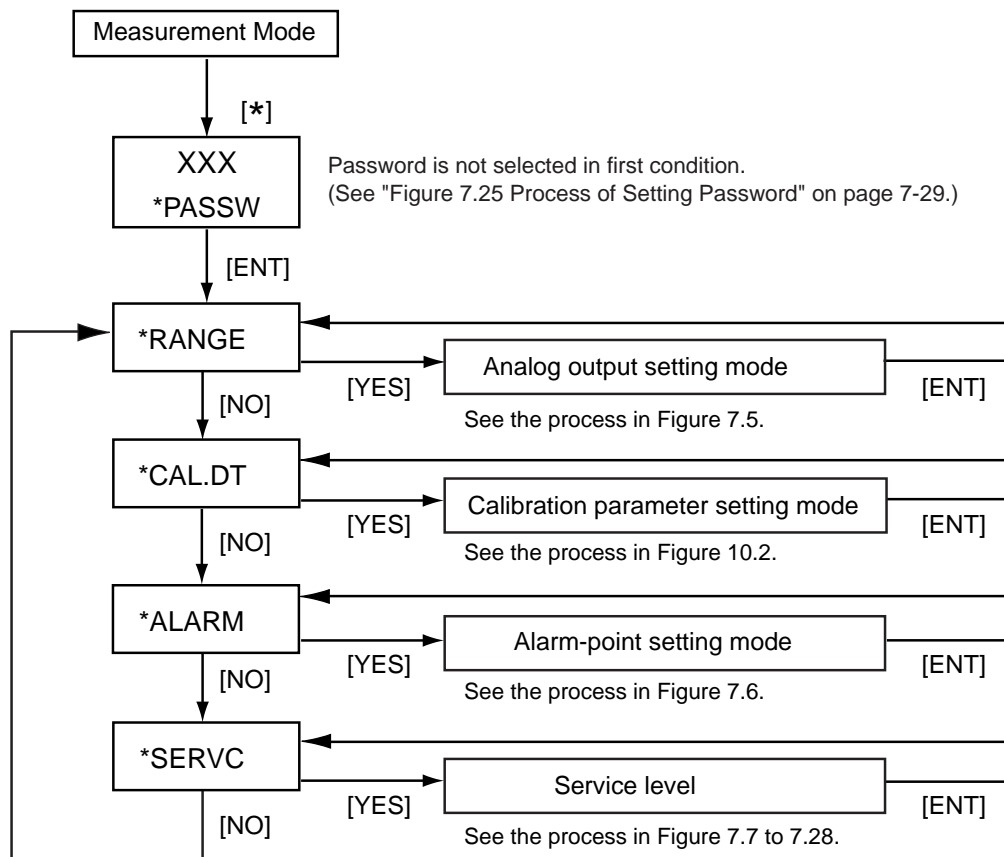 Measurement Mode
[*]
XXX
*PASSW
Password is not selected in first condition.
(See "Figure 7.25 Process of Setting Password" on page 7-29.)
[ENT]
*RANGE
[YES]
Analog output setting mode
[ENT]
See the process in Figure 7.5.
[NO]
*CAL.DT
[YES]
Calibration parameter setting mode
[ENT]
See the process in Figure 10.2.
[NO]
*ALARM
[YES]
Alarm-point setting mode
[ENT]
See the process in Figure 7.6.
[NO]
*SERVC
[YES]
Service level
[ENT]
See the process in Figure 7.7 to 7.28.
[NO]